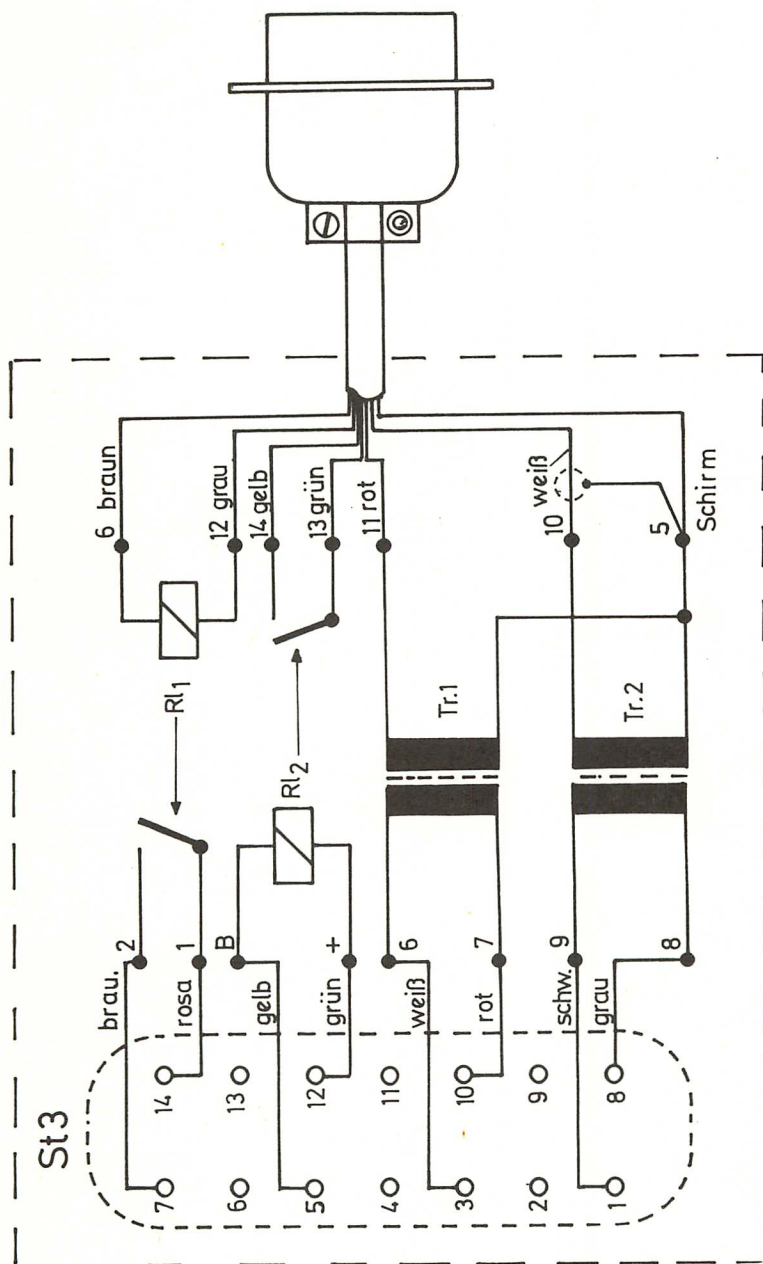 6 braun
12 grau
14 gelb
13 grün
11 rot
10 weiß
5
Schirm
Rl1
Rl2
Tr.1
Tr.2
2
1
B
+
6
7
9
8
brau.
rosa
gelb
grün
weiß
rot
schw.
grau
St3
14
13
12
11
10
9
8
7
6
5
4
3
2
1